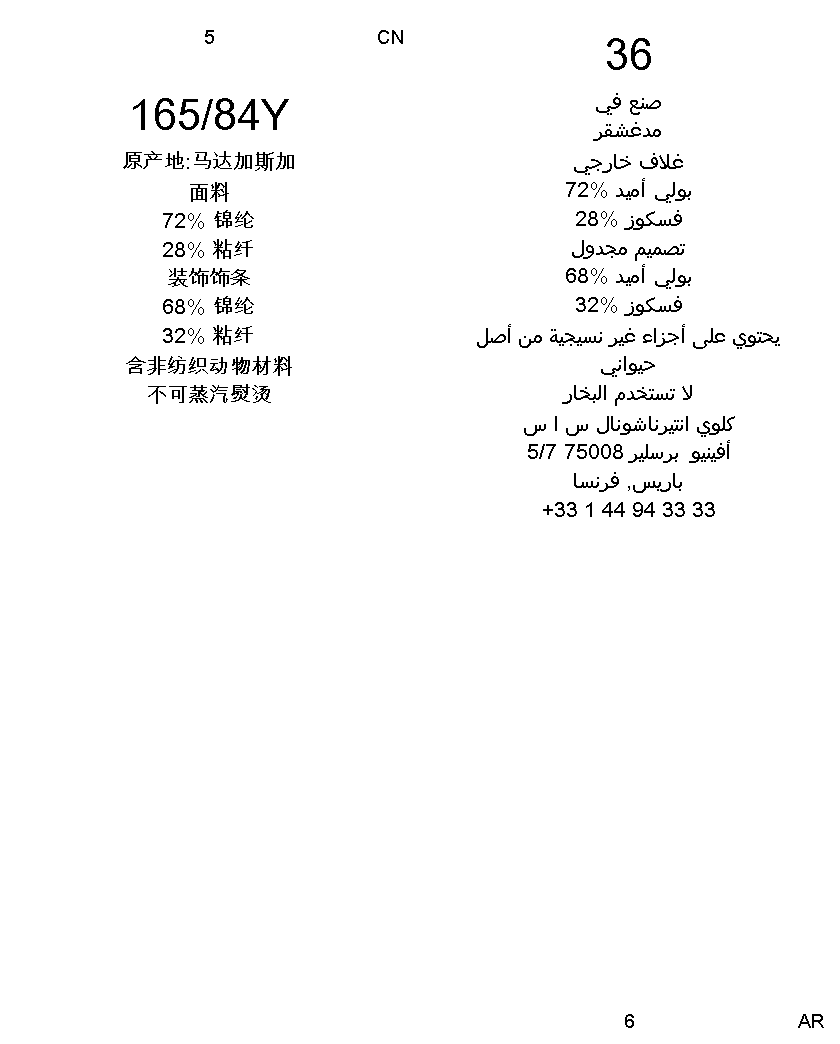 5
CN
165/84Y
原产地:马达加斯加
面料
72% 锦纶
28% 粘纤
装饰饰条
68% 锦纶
32% 粘纤
含非纺织动物材料
不可蒸汽熨烫
36
صنع في
مدغشقر
غلاف خارجي
بولي أميد %72
فسكوز %28
تصميم مجدول
بولي أميد %68
فسكوز %32
يحتوي على أجزاء غير نسيجية من أصل
حيواني
لا تستخدم البخار
كلوي انتيرناشونال س ا س
أفينيو برسلير 75008 5/7
باريس, فرنسا
+33 1 44 94 33 33
6
AR